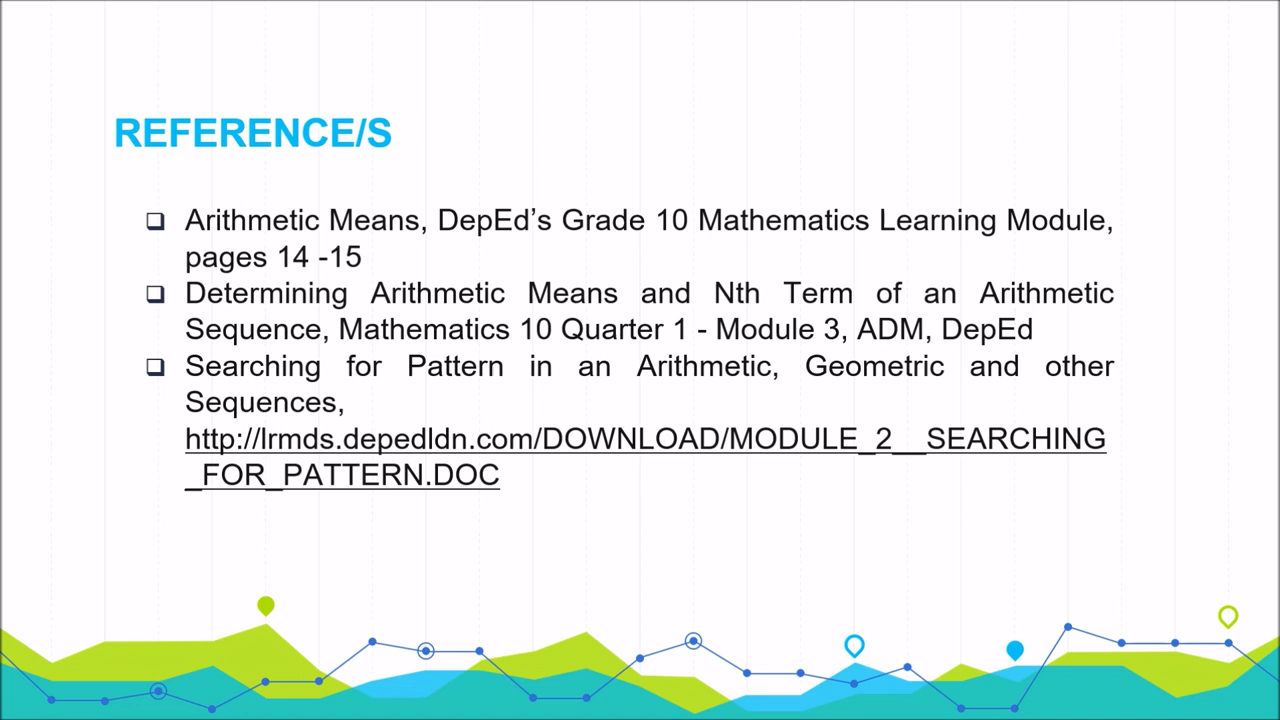 REFERENCE/S
❑ Arithmetic Means, DepEd’s Grade 10 Mathematics Learning Module,
pages 14 -15
❑ Determining Arithmetic Means and Nth Term of an Arithmetic
Sequence, Mathematics 10 Quarter 1 - Module 3, ADM, DepEd
❑ Searching for Pattern in an Arithmetic, Geometric and other
Sequences,
http://lrmds.depedldn.com/DOWNLOAD/MODULE_2__SEARCHING
_FOR_PATTERN.DOC